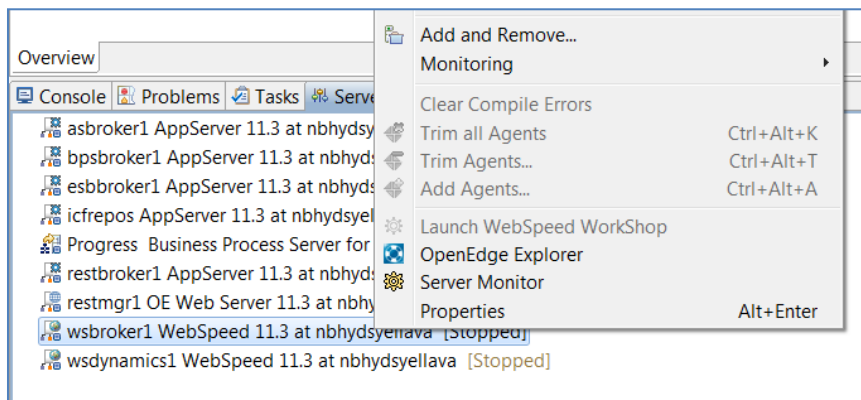 Add and Remove...
Monitoring
Overview
Console Problems Tasks Serve
Clear Compile Errors
asbroker1 AppServer 11.3 at nbhydsy
Trim all Agents Ctrl+Alt+K
bpsbroker1 AppServer 11.3 at nbhyds
Trim Agents... Ctrl+Alt+T
esbbroker1 AppServer 11.3 at nbhyds
Add Agents... Ctrl+Alt+A
icfrepos AppServer 11.3 at nbhydsyel
Launch WebSpeed WorkShop
Progress Business Process Server for
OpenEdge Explorer
restbroker1 AppServer 11.3 at nbhyds
Server Monitor
restmgr1 OE Web Server 11.3 at nbhy
Properties Alt+Enter
wsbroker1 WebSpeed 11.3 at nbhydsyellava [Stopped]
wsdynamics1 WebSpeed 11.3 at nbhydsyellava [Stopped]